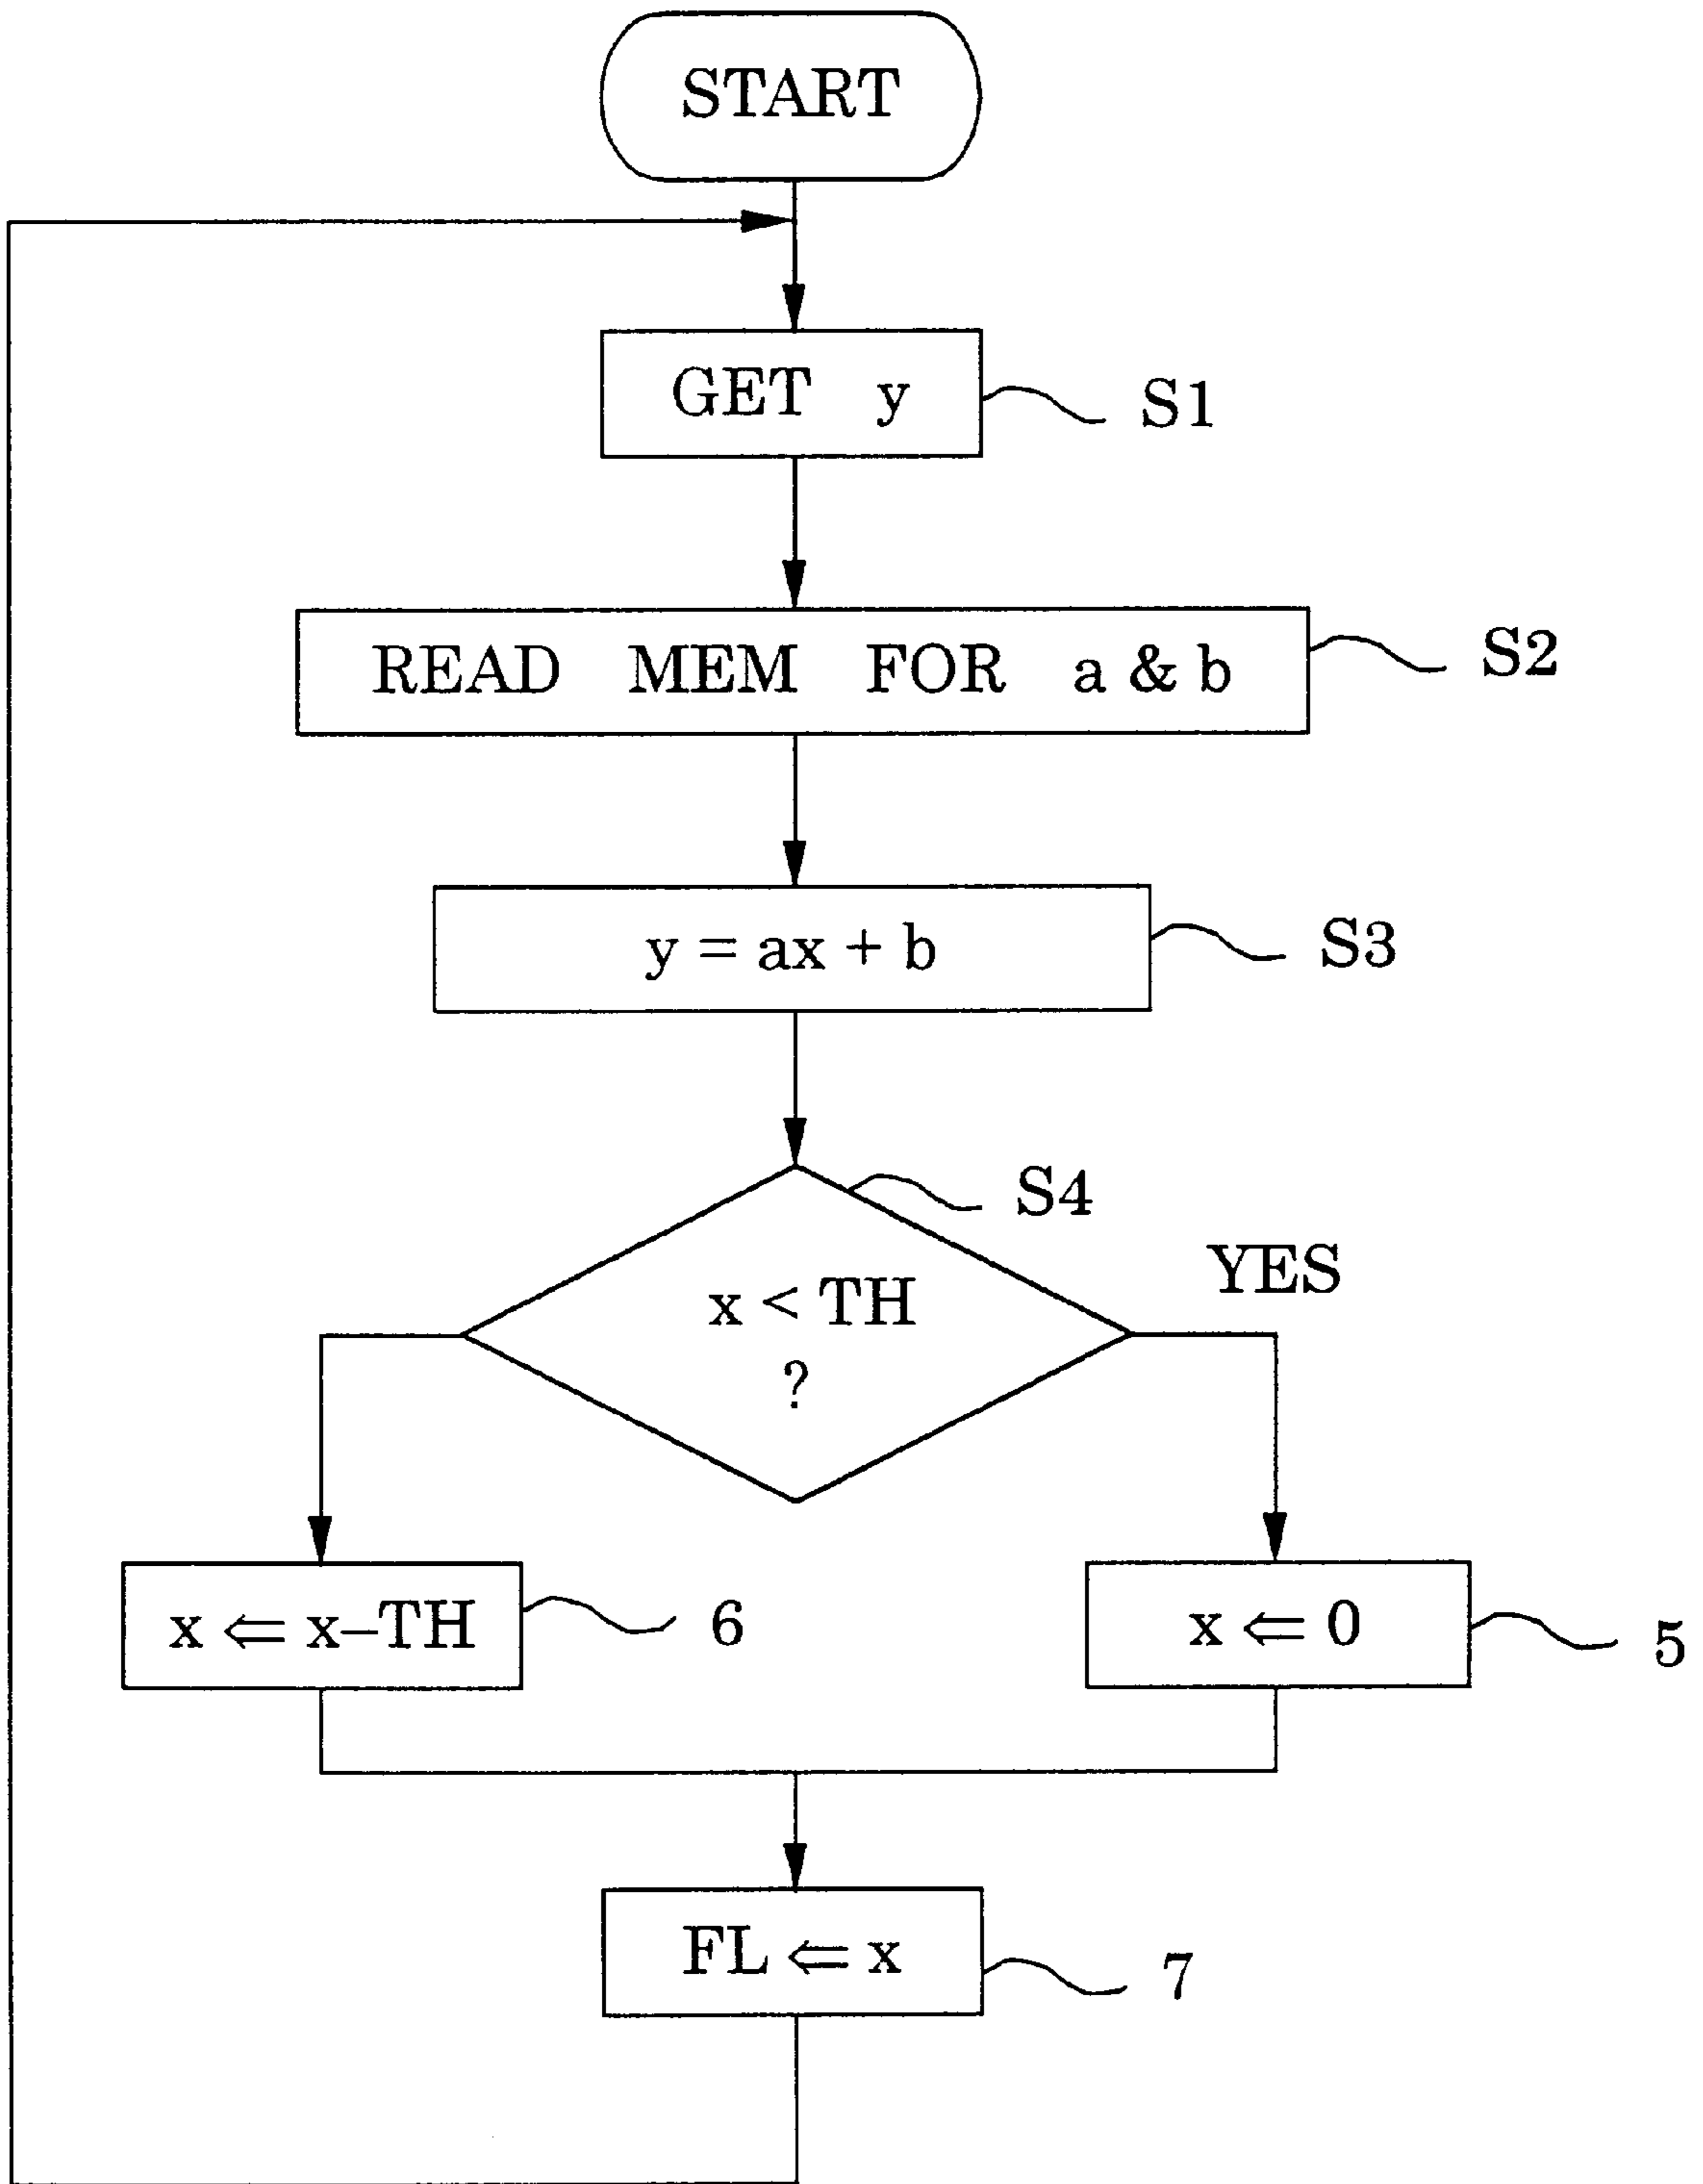 START
GET y
S1
READ MEM FOR a & b
S2
y = ax + b
S3
S4
x < TH
?
YES
x ⇐ x–TH
6
x ⇐ 0
5
FL ⇐ x
7